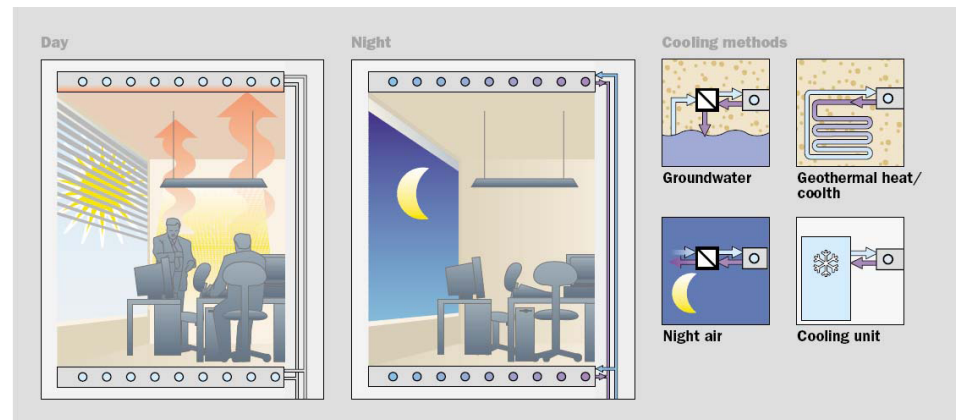 Day
Night
Cooling methods
Groundwater
Geothermal heat/
coolth
Night air
Cooling unit